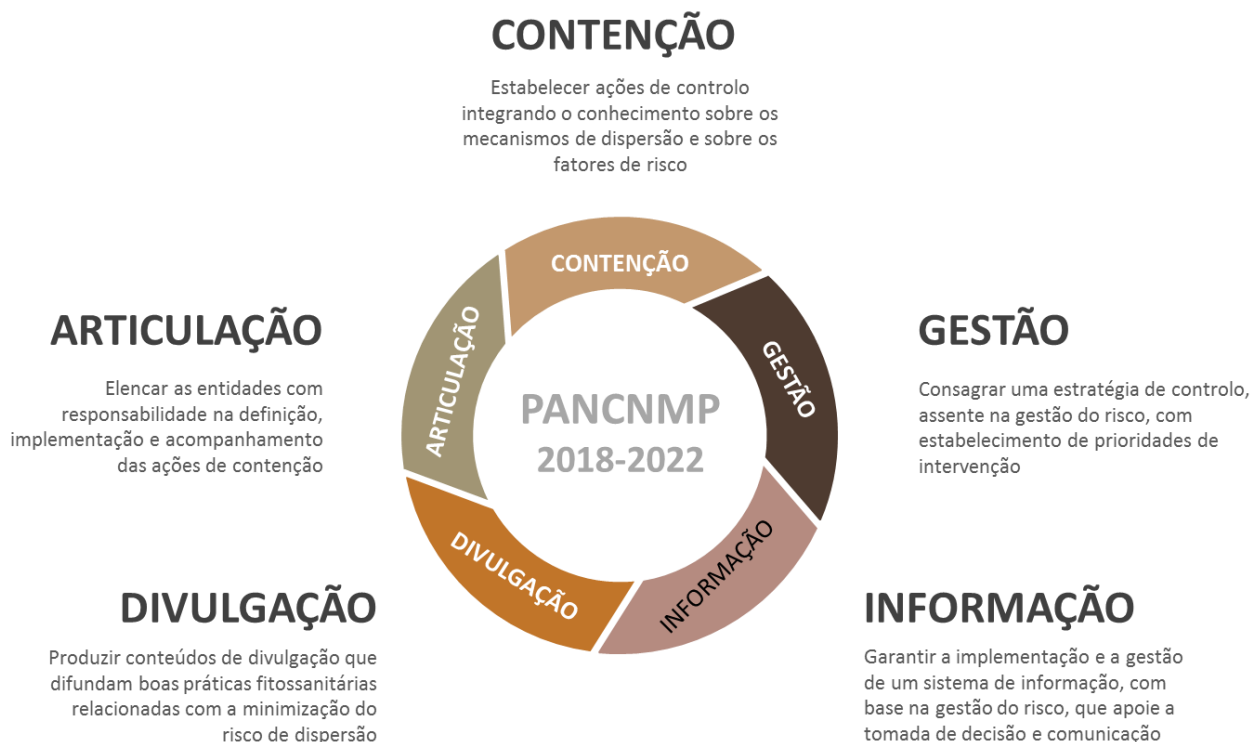 CONTENÇÃO
Estabelecer ações de controlo
integrando o conhecimento sobre os
mecanismos de dispersão e sobre os
fatores de risco
CONTENÇÃO
GESTÃO
INFORMAÇÃO
DIVULGAÇÃO
ARTICULAÇÃO
PANCNMP
2018-2022
GESTÃO
Consagrar uma estratégia de controlo,
assente na gestão do risco, com
estabelecimento de prioridades de
intervenção
INFORMAÇÃO
Garantir a implementação e a gestão
de um sistema de informação, com
base na gestão do risco, que apoie a
tomada de decisão e comunicação
DIVULGAÇÃO
Produzir conteúdos de divulgação que
difundam boas práticas fitossanitárias
relacionadas com a minimização do
risco de dispersão
ARTICULAÇÃO
Elencar as entidades com
responsabilidade na definição,
implementação e acompanhamento
das ações de contenção